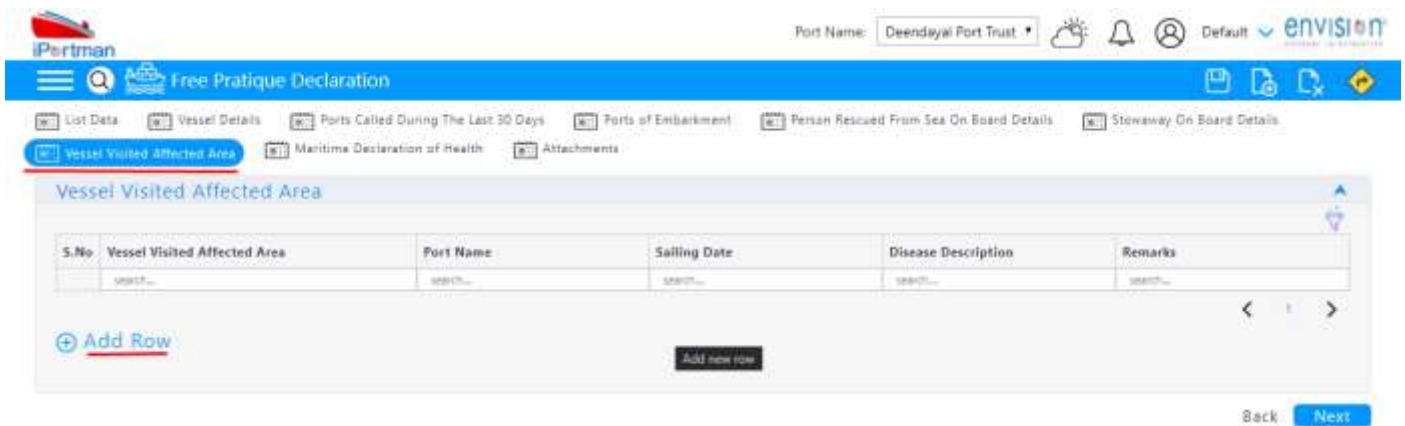 iPortman
Port Name: Deendayal Port Trust Default envision
Free Pratique Declaration
List Data Vessel Details Ports Called During The Last 30 Days Ports of Embarkment Person Rescued From Sea On Board Details Stowaway On Board Details
Vessel Visited Affected Area Maritime Declaration of Health Attachments
Vessel Visited Affected Area
S.No Vessel Visited Affected Area Port Name Sailing Date Disease Description Remarks
search... search... search... search... search...
1
Add Row
Add new row
Back Next